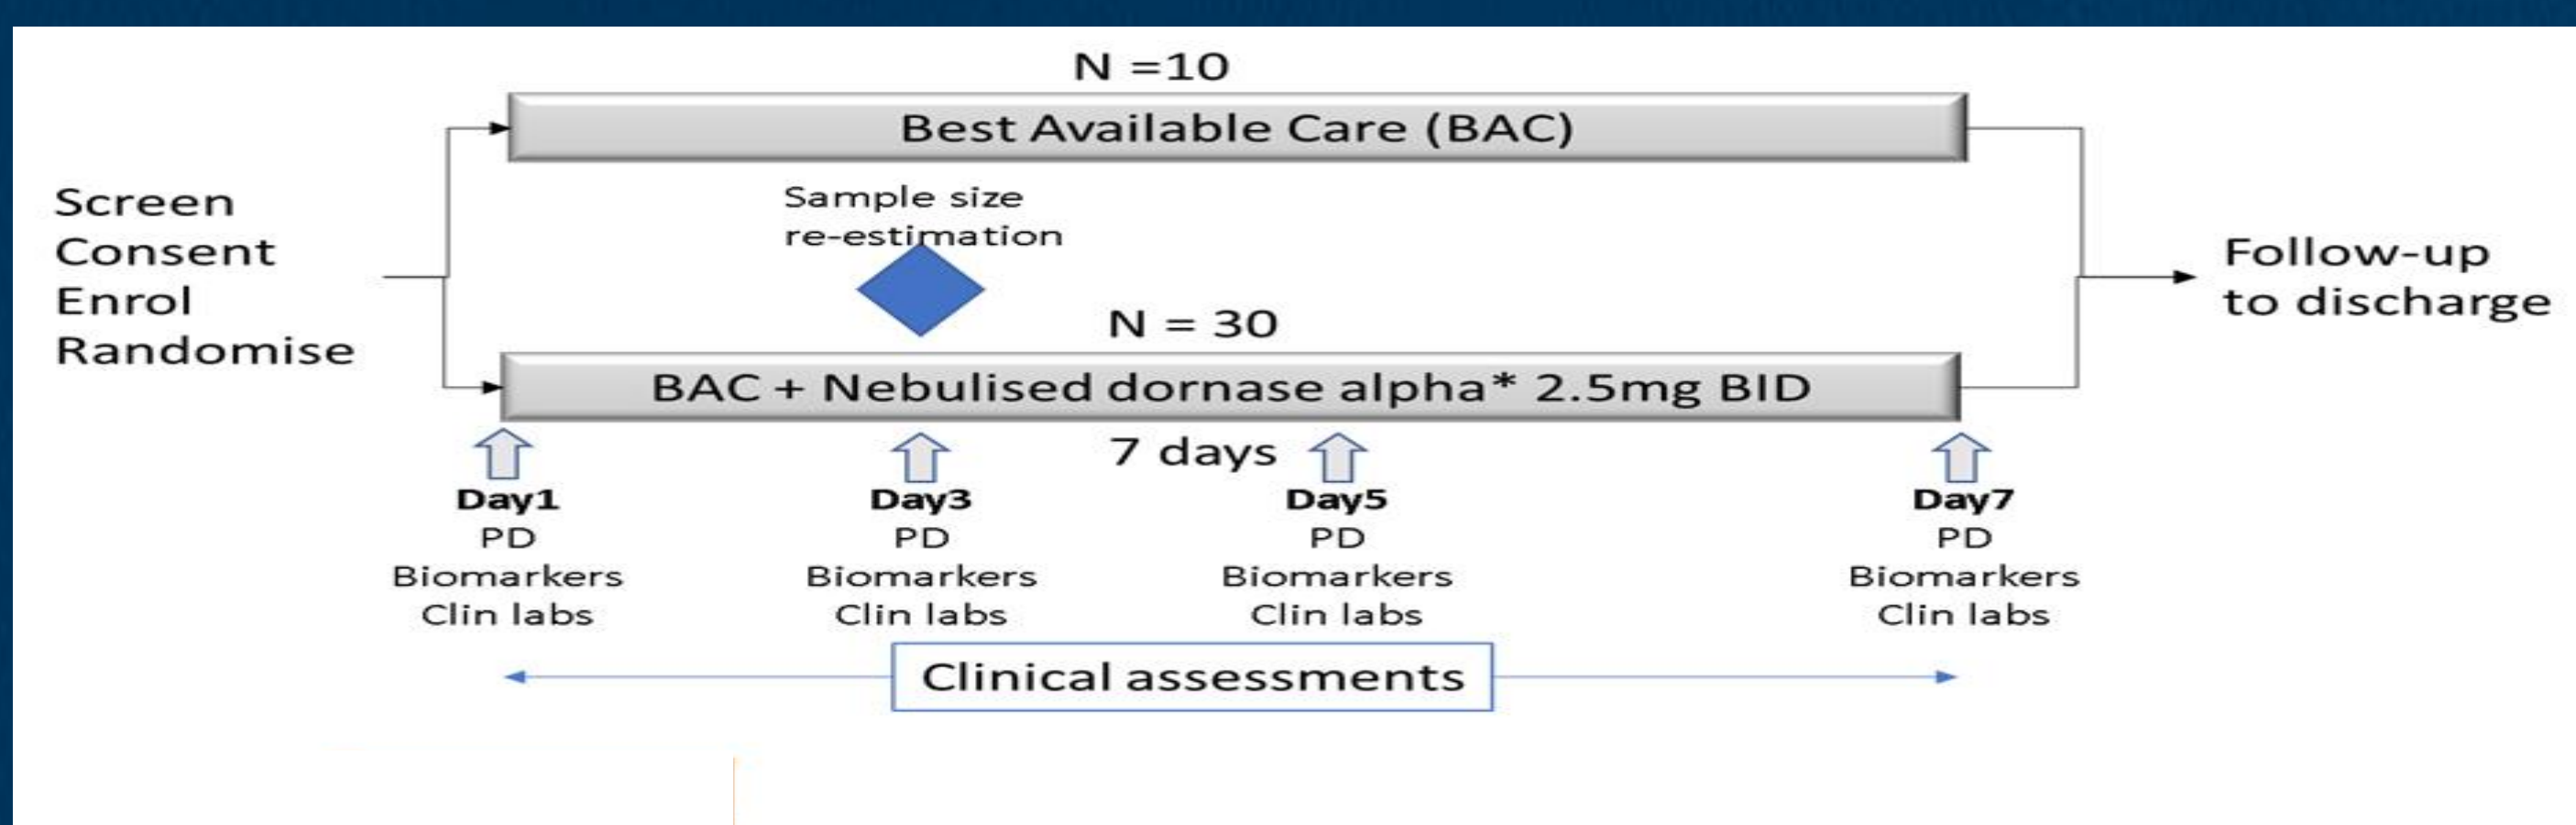 N =10
Best Available Care (BAC)
Screen
Consent
Enrol
Randomise
Sample size
re-estimation
N = 30
BAC + Nebulised dornase alpha* 2.5mg BID
Follow-up
to discharge
7 days
Day1
PD
Biomarkers
Clin labs
Day3
PD
Biomarkers
Clin labs
Day5
PD
Biomarkers
Clin labs
Day7
PD
Biomarkers
Clin labs
Clinical assessments